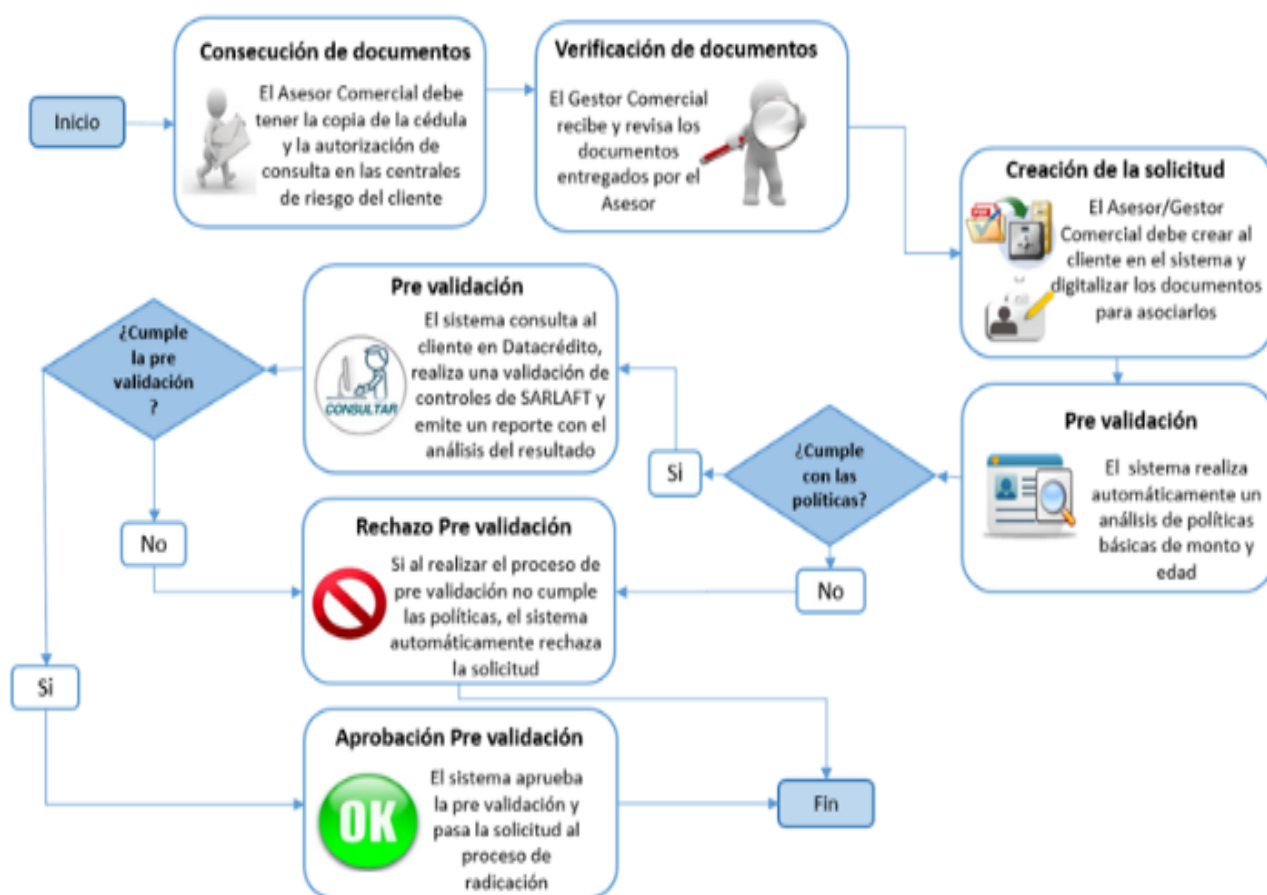 Inicio
Consecución de documentos
El Asesor Comercial debe
tener la copia de la cédula
y la autorización de
consulta en las centrales
de riesgo del cliente
Verificación de documentos
El Gestor Comercial
recibe y revisa los
documentos
entregados por el
Asesor
Creación de la solicitud
PDF
El Asesor/Gestor
Comercial debe crear al
cliente en el sistema y
digitalizar los documentos
para asociarlos
Pre validación
El sistema realiza
automáticamente un
análisis de políticas
básicas de monto y
edad
¿Cumple
con las
políticas?
Si
No
Pre validación
El sistema consulta al
cliente en Datacrédito,
realiza una validación de
controles de SARLAFT y
emite un reporte con el
análisis del resultado
CONSULTAR
¿Cumple
la pre
validación
?
No
Si
Rechazo Pre validación
Si al realizar el proceso de
pre validación no cumple
las políticas, el sistema
automáticamente rechaza
la solicitud
Aprobación Pre validación
OK
El sistema aprueba
la pre validación y
pasa la solicitud al
proceso de
radicación
Fin